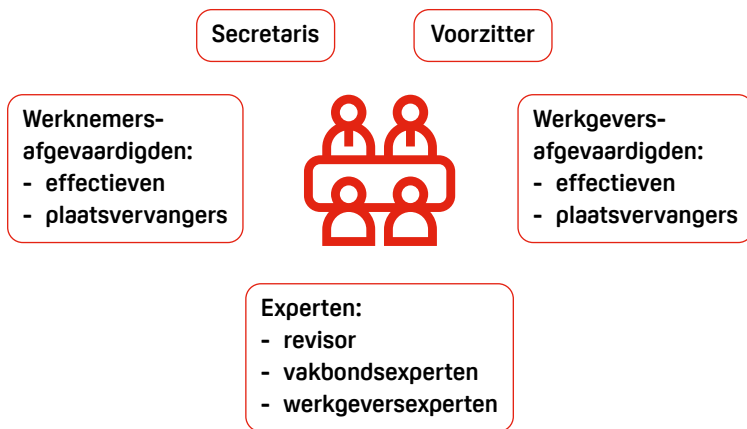 Secretaris
Voorzitter
Werknemers-
afgevaardigden:
- effectieven
- plaatsvervangers
Werkgevers-
afgevaardigden:
- effectieven
- plaatsvervangers
Experten:
- revisor
- vakbondsexperten
- werkgeversexperten